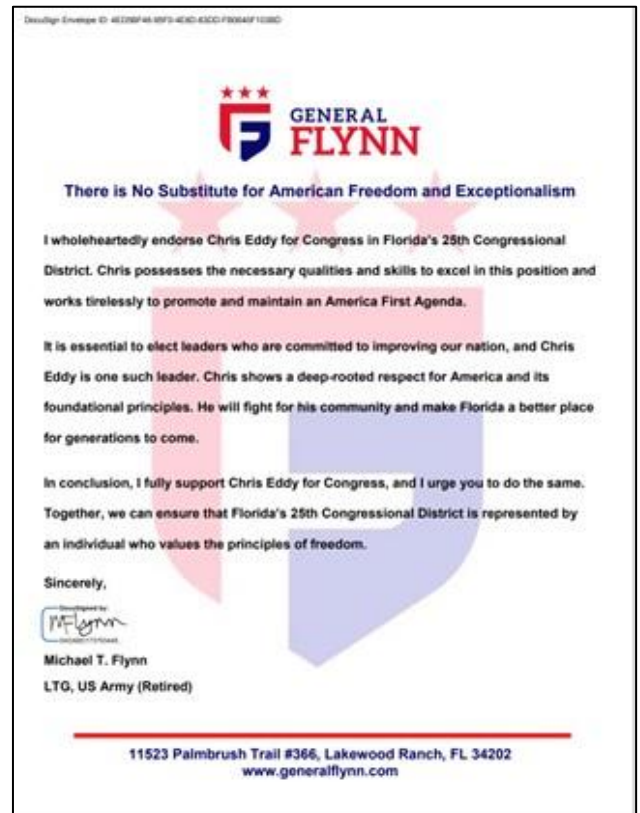 DocuSign Envelope ID:
GENERAL
FLYNN
There is No Substitute for American Freedom and Exceptionalism
I wholeheartedly endorse Chris Eddy for Congress in Florida's 25th Congressional
District. Chris possesses the necessary qualities and skills to excel in this position and
works tirelessly to promote and maintain an America First Agenda.
It is essential to elect leaders who are committed to improving our nation, and Chris
Eddy is one such leader. Chris shows a deep-rooted respect for America and its
foundational principles. He will fight for his community and make Florida a better place
for generations to come.
In conclusion, I fully support Chris Eddy for Congress, and I urge you to do the same.
Together, we can ensure that Florida's 25th Congressional District is represented by
an individual who values the principles of freedom.
Sincerely,
DocuSigned by:
MFlynn
Michael T. Flynn
LTG, US Army (Retired)
11523 Palmbrush Trail #366, Lakewood Ranch, FL 34202
www.generalflynn.com